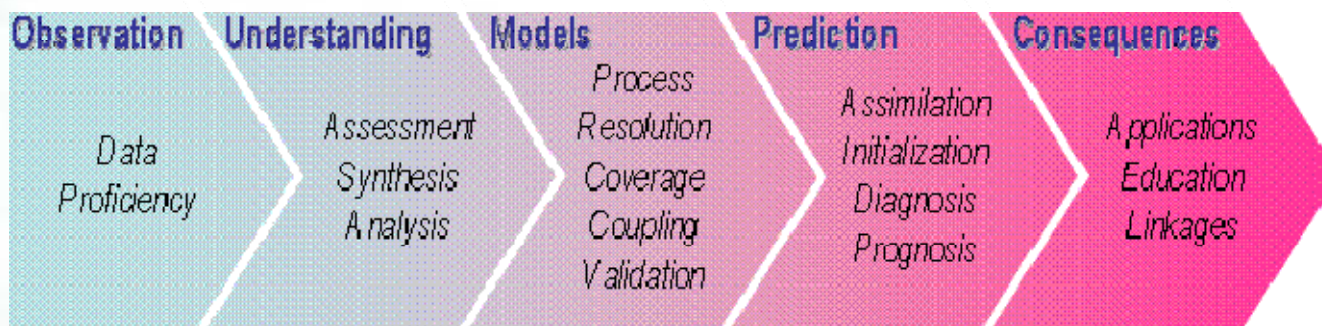 Observation
Data
Proficiency
Understanding
Assessment
Synthesis
Analysis
Models
Process
Resolution
Coverage
Coupling
Validation
Prediction
Assimilation
Initialization
Diagnosis
Prognosis
Consequences
Applications
Education
Linkages